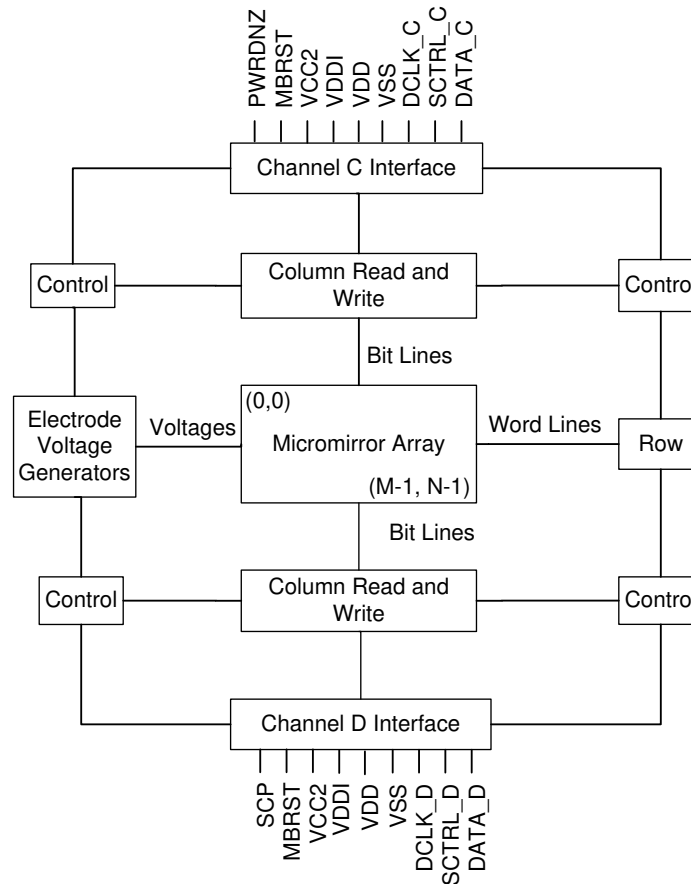 PWRDNZ
MBRST
VCC2
VDDI
VDD
VSS
DCLK_C
SCTRL_C
DATA_C
Channel C Interface
Control
Column Read and
Write
Control
Bit Lines
(0,0)
Micromirror Array
(M-1, N-1)
Electrode
Voltage
Generators
Voltages
Word Lines
Row
Bit Lines
Control
Column Read and
Write
Control
Channel D Interface
SCP
MBRST
VCC2
VDDI
VDD
VSS
DCLK_D
SCTRL_D
DATA_D